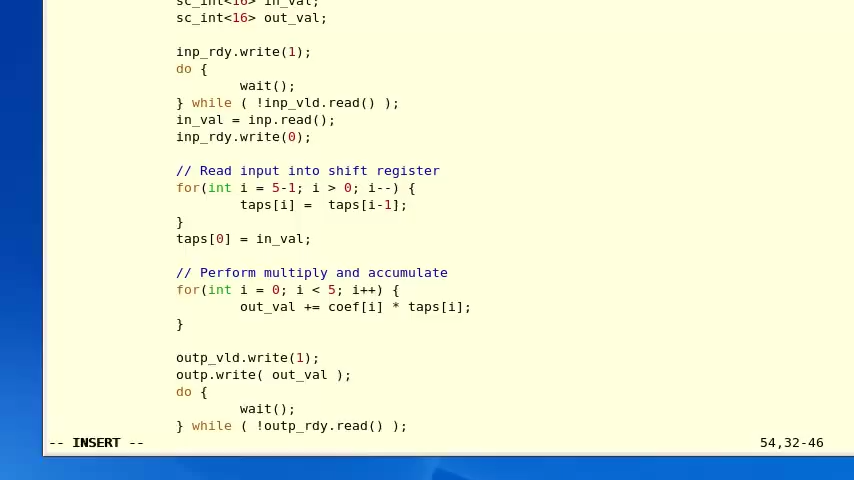 sc_int<16> in_val;
sc_int<16> out_val;
inp_rdy.write(1);
do {
wait();
} while ( !inp_vld.read() );
in_val = inp.read();
inp_rdy.write(0);
// Read input into shift register
for(int i = 5-1; i > 0; i--) {
taps[i] =  taps[i-1];
}
taps[0] = in_val;
// Perform multiply and accumulate
for(int i = 0; i < 5; i++) {
out_val += coef[i] * taps[i];
}
outp_vld.write(1);
outp.write( out_val );
do {
wait();
} while ( !outp_rdy.read() );
-- INSERT -- 54,32-46